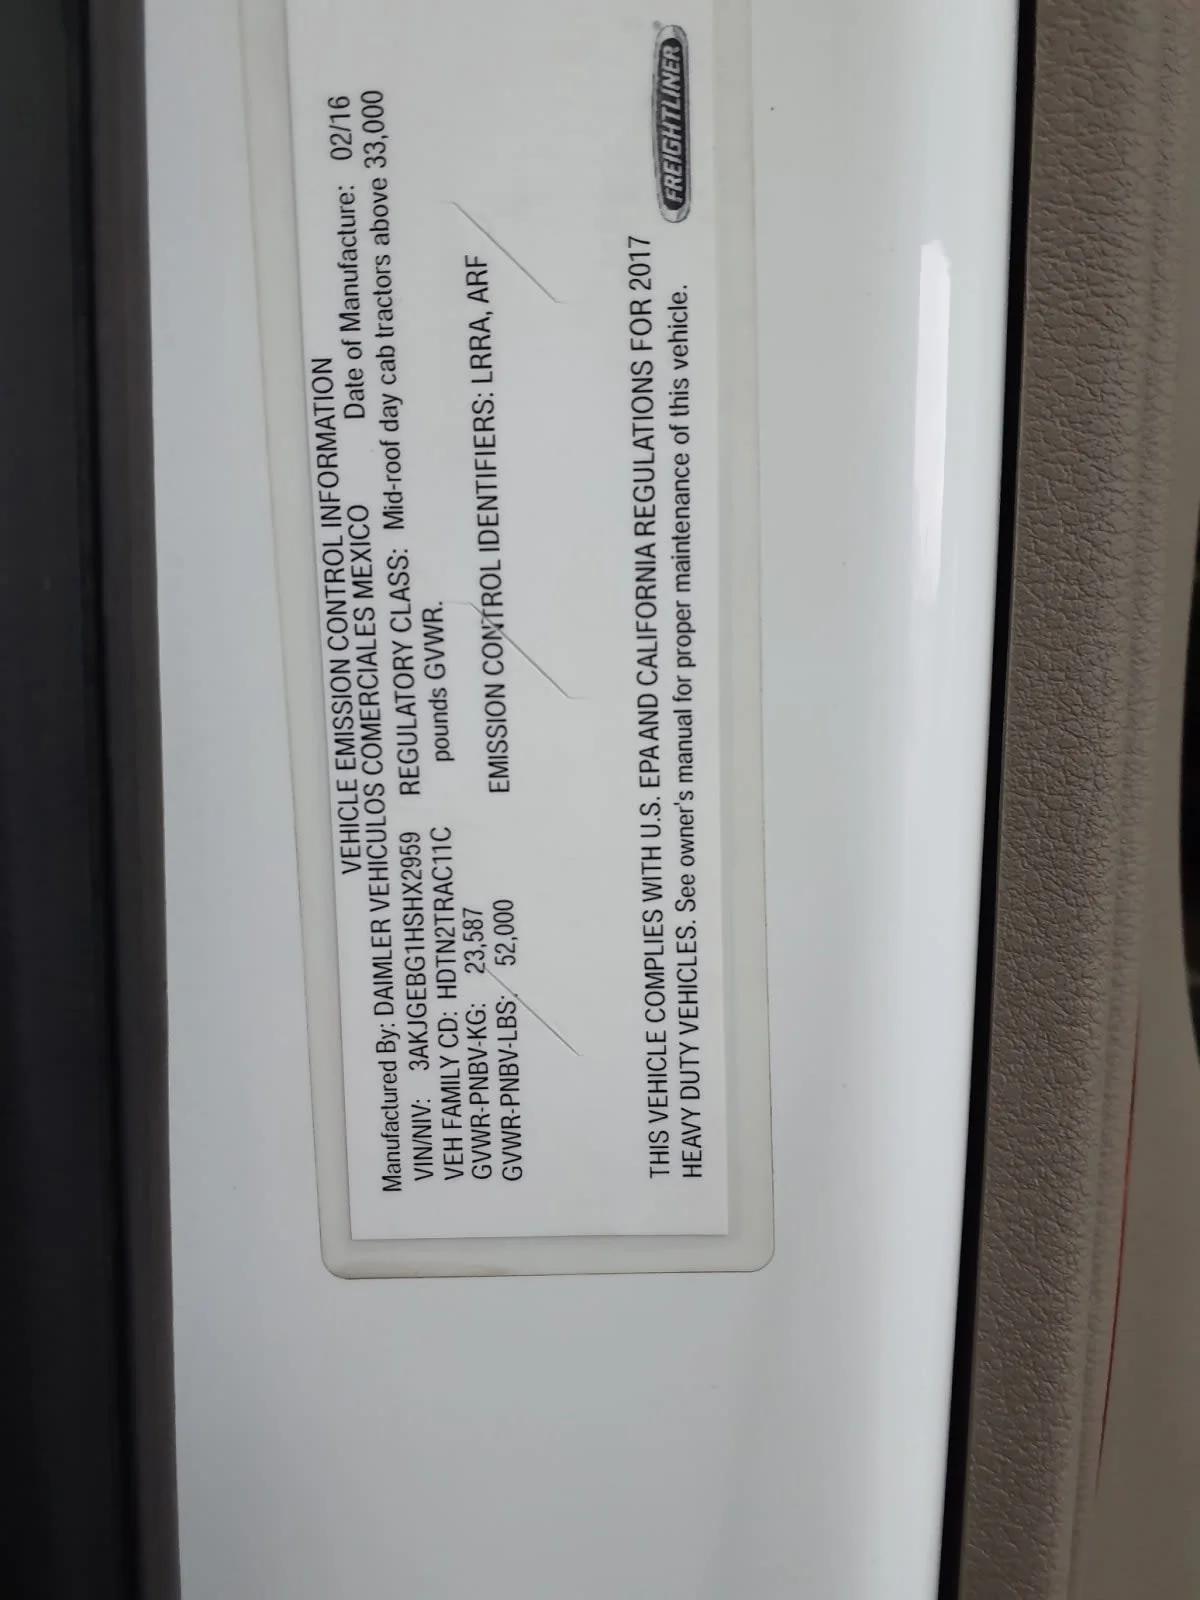 VEHICLE EMISSION CONTROL INFORMATION
Manufactured By: DAIMLER VEHICULOS COMERCIALES MEXICO Date of Manufacture: 02/16
VIN/NIV: 3AKJGEBG1HSHX2959 REGULATORY CLASS: Mid-roof day cab tractors above 33,000
VEH FAMILY CD: HDTN2TRAC11C pounds GVWR.
GVWR-PNBV-KG: 23,587
GVWR-PNBV-LBS: 52,000 EMISSION CONTROL IDENTIFIERS: LRRA, ARF
THIS VEHICLE COMPLIES WITH U.S. EPA AND CALIFORNIA REGULATIONS FOR 2017
HEAVY DUTY VEHICLES. See owner's manual for proper maintenance of this vehicle.
FREIGHTLINER